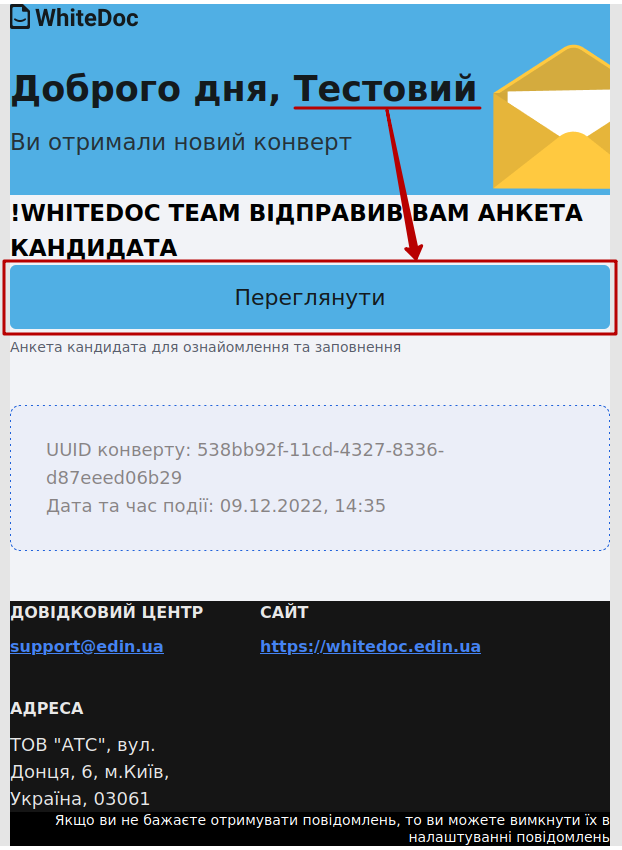 WhiteDoc
Доброго дня, Тестовий
Ви отримали новий конверт
!WHITEDOC TEAM ВІДПРАВИВ ВАМ АНКЕТА
КАНДИДАТА
Переглянути
Анкета кандидата для ознайомлення та заповнення
UUID конверту: 538bb92f-11cd-4327-8336-
d87eeed06b29
Дата та час події: 09.12.2022, 14:35
ДОВІДКОВИЙ ЦЕНТР
support@edin.ua
САЙТ
https://whitedoc.edin.ua
АДРЕСА
ТОВ "АТС", вул.
Донця, 6, м.Київ,
Україна, 03061
Якщо ви не бажаєте отримувати повідомлень, то ви можете вимкнути їх в
налаштуванні повідомлень